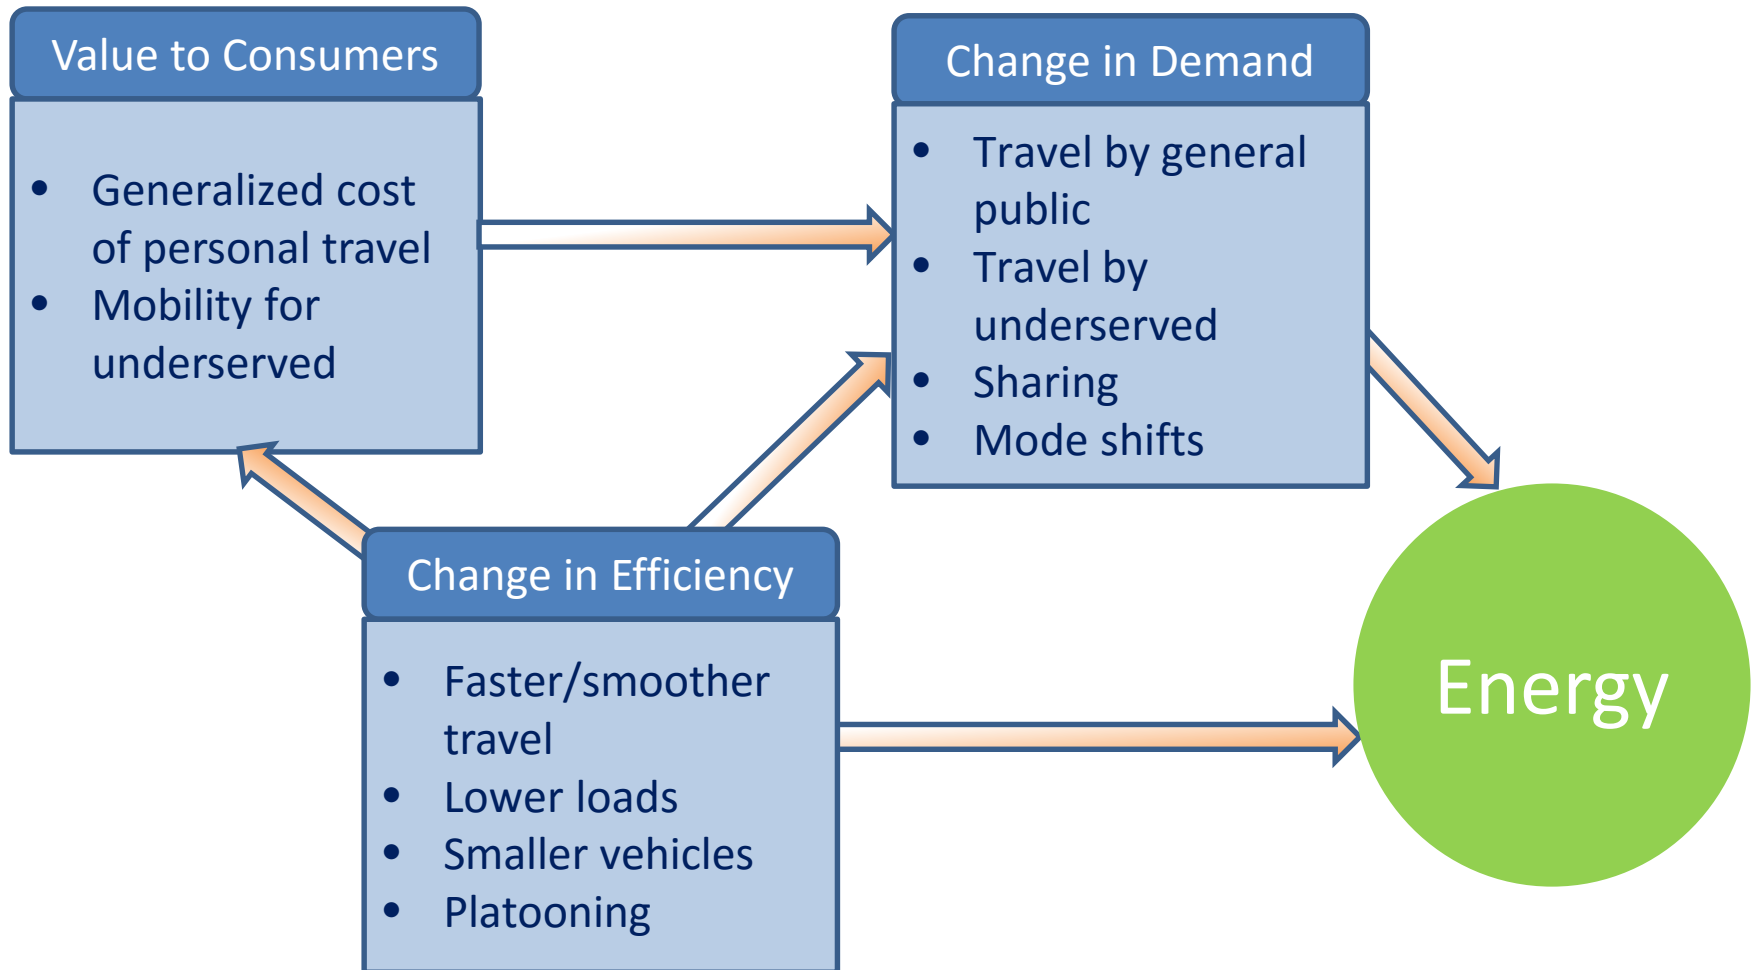 Value to Consumers
• Generalized cost
of personal travel
• Mobility for
underserved
Change in Demand
• Travel by general
public
• Travel by
underserved
• Sharing
• Mode shifts
Change in Efficiency
• Faster/smoother
travel
• Lower loads
• Smaller vehicles
• Platooning
Energy